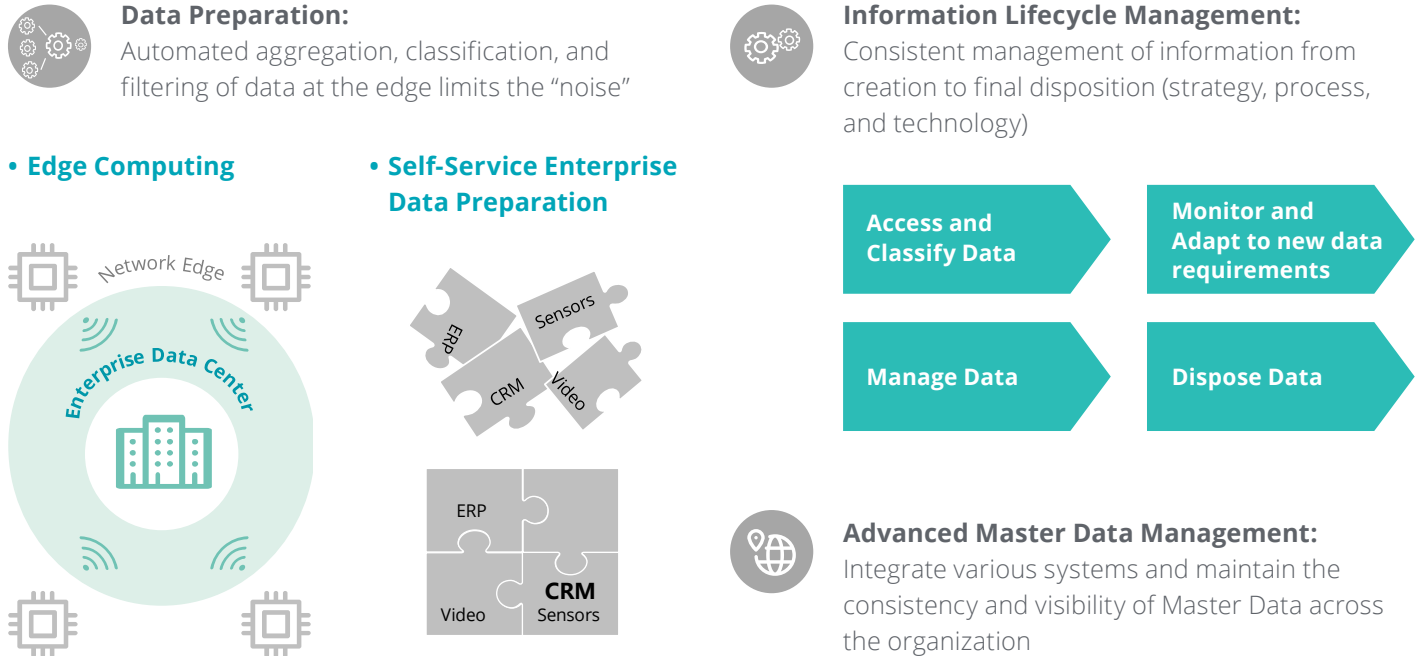 Data Preparation:
Automated aggregation, classification, and
filtering of data at the edge limits the “noise”
• Edge Computing
Network Edge
Enterprise Data Center
• Self-Service Enterprise
Data Preparation
ERP
Sensors
CRM
Video
ERP
Video
CRM
Sensors
Information Lifecycle Management:
Consistent management of information from
creation to final disposition (strategy, process,
and technology)
Access and
Classify Data
Monitor and
Adapt to new data
requirements
Manage Data
Dispose Data
Advanced Master Data Management:
Integrate various systems and maintain the
consistency and visibility of Master Data across
the organization